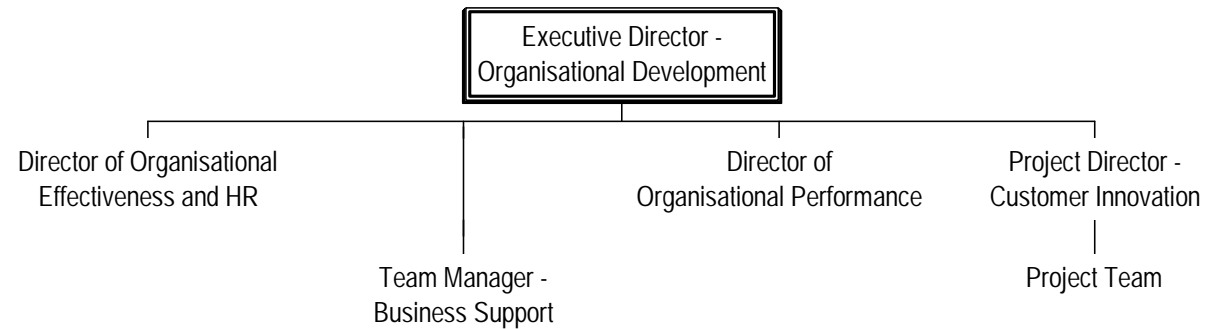 Executive Director -
Organisational Development
Director of Organisational
Effectiveness and HR
Director of
Organisational Performance
Project Director -
Customer Innovation
Team Manager -
Business Support
Project Team